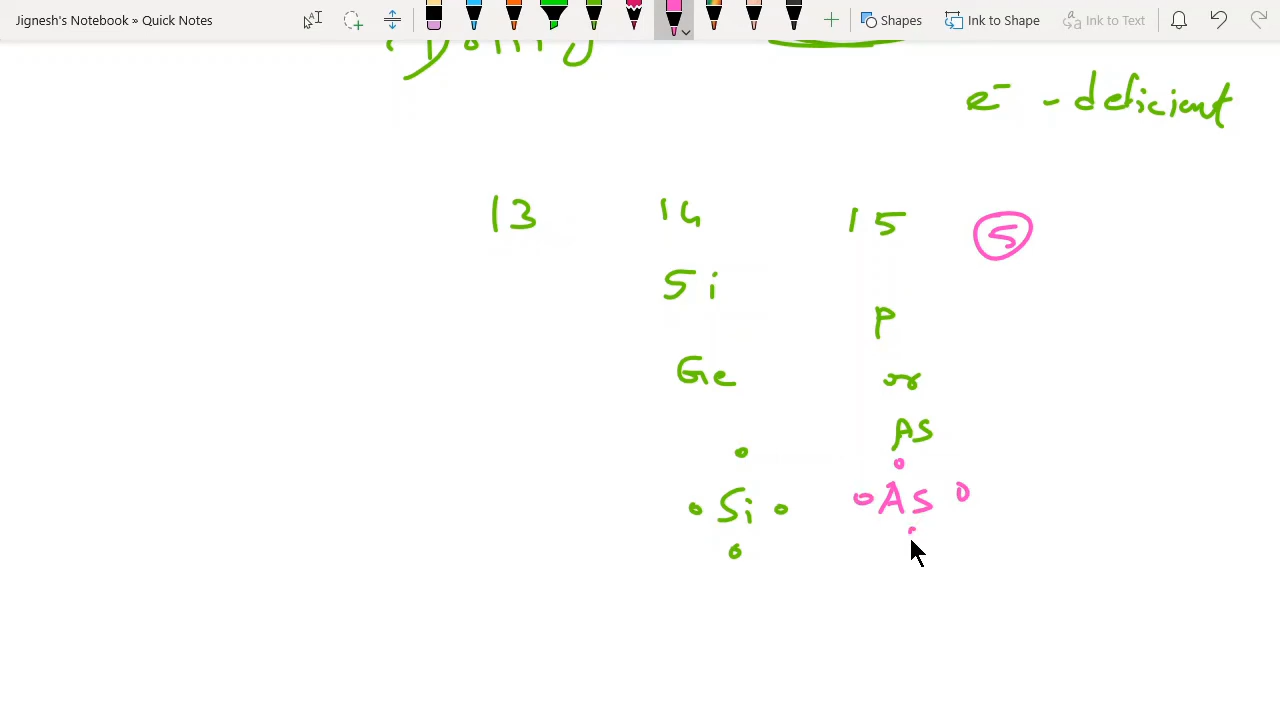 Jignesh's Notebook » Quick Notes
Shapes
Ink to Shape
Ink to Text
e⁻ - deficient
13 14 15 5
Si
P
Ge
or
AS
Si AS